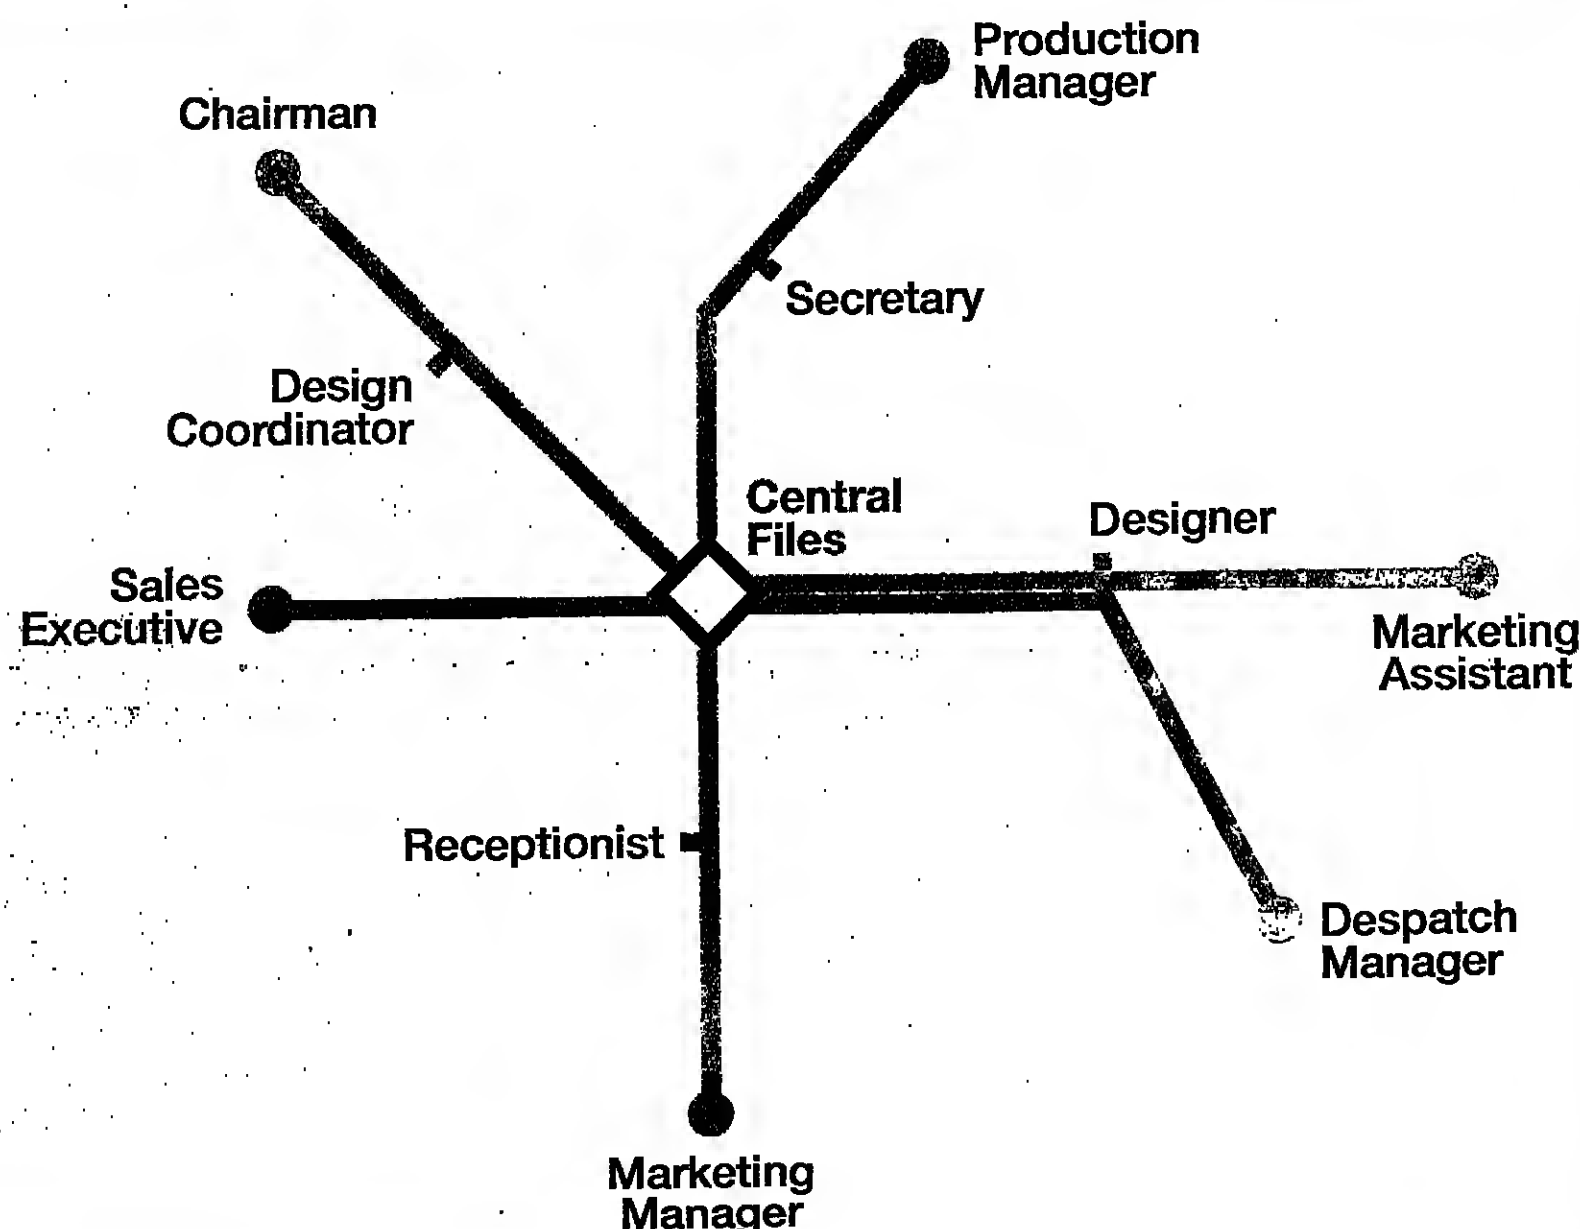 Production
Manager
Chairman
Secretary
Design
Coordinator
Central
Files
Designer
Sales
Executive
Marketing
Assistant
Receptionist
Despatch
Manager
Marketing
Manager